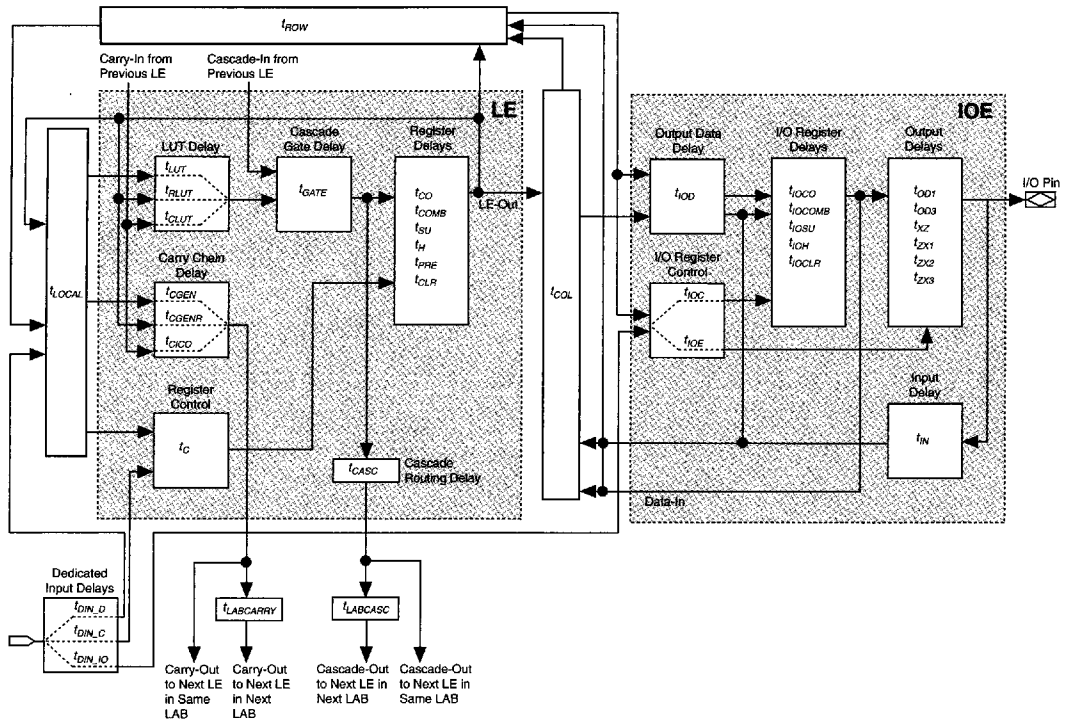 tROW
Carry-In from
Previous LE
Cascade-In from
Previous LE
LE
IOE
LUT Delay
tLUT
tRLUT
tCLUT
Cascade
Gate Delay
tGATE
Register
Delays
tCO
tCOMB
tSU
tH
tPRE
tCLR
LE-Out
Carry Chain
Delay
tCGEN
tCGENR
tCICO
tLOCAL
Register
Control
tC
tCASC
Cascade
Routing Delay
tCOL
Output Data
Delay
tIOD
I/O Register
Control
tIOC
tIOE
I/O Register
Delays
tIOCO
tIOCOMB
tIOSU
tIOH
tIOCLR
Output
Delays
tOD1
tOD3
tXZ
tZX1
tZX2
tZX3
I/O Pin
Input
Delay
tIN
Data-In
Dedicated
Input Delays
tDIN_D
tDIN_C
tDIN_IO
tLABCARRY
tLABCASC
Carry-Out
to Next LE
in Same
LAB
Carry-Out
to Next LE
in Next
LAB
Cascade-Out
to Next LE in
Next LAB
Cascade-Out
to Next LE in
Same LAB